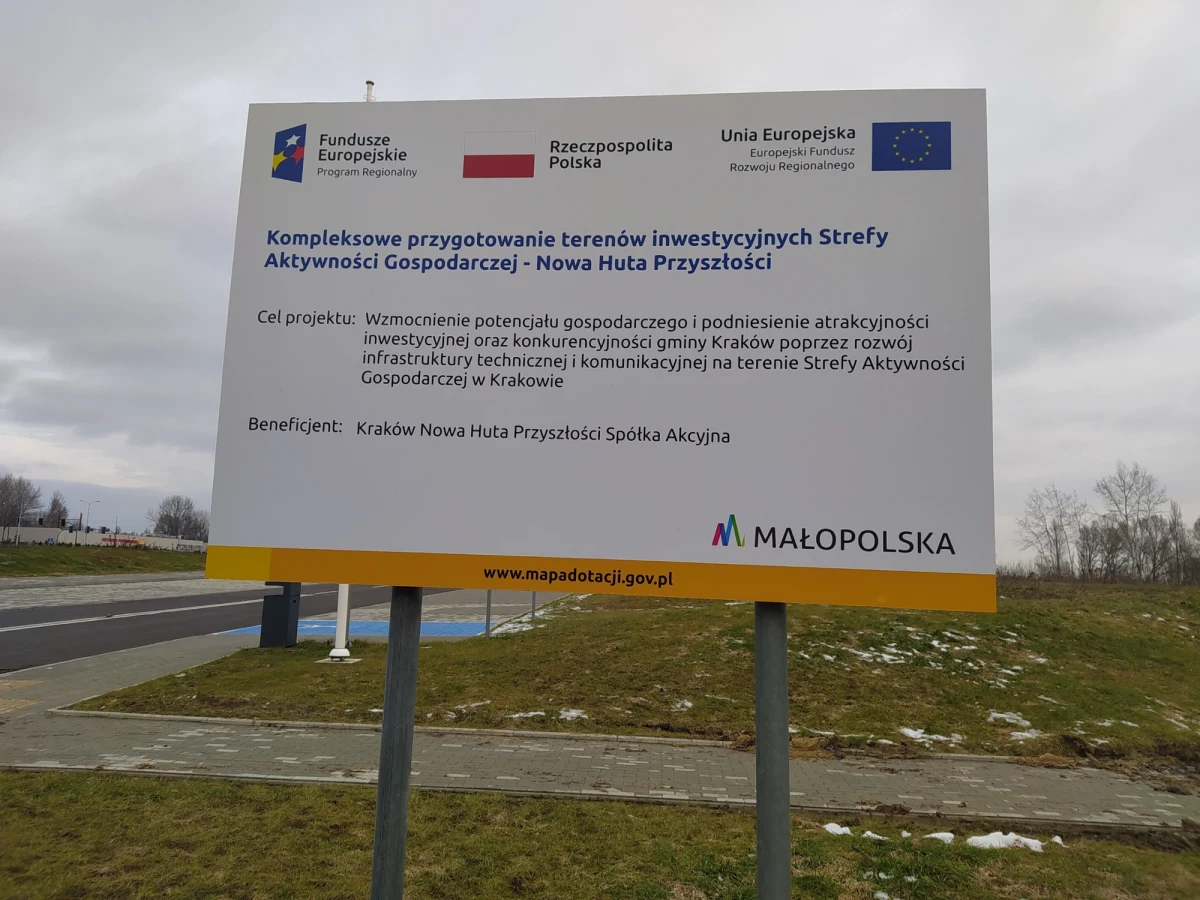 Fundusze
Europejskie
Program Regionalny
Rzeczpospolita
Polska
Unia Europejska
Europejski Fundusz
Rozwoju Regionalnego
Kompleksowe przygotowanie terenów inwestycyjnych Strefy
Aktywności Gospodarczej - Nowa Huta Przyszłości
Cel projektu: Wzmocnienie potencjału gospodarczego i podniesienie atrakcyjności
inwestycyjnej oraz konkurencyjności gminy Kraków poprzez rozwój
infrastruktury technicznej i komunikacyjnej na terenie Strefy Aktywności
Gospodarczej w Krakowie
Beneficjent: Kraków Nowa Huta Przyszłości Spółka Akcyjna
MAŁOPOLSKA
www.mapadotacji.gov.pl